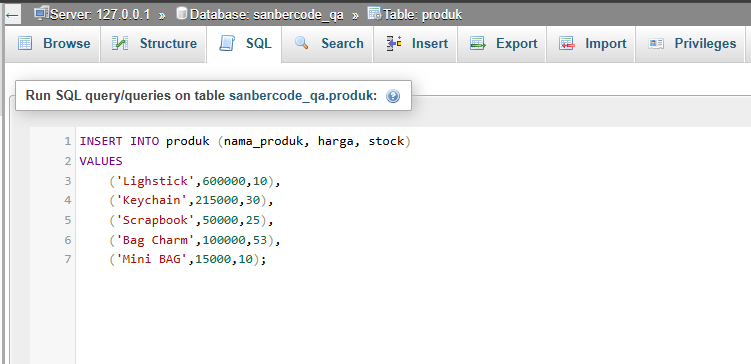 ← Server: 127.0.0.1 » Database: sanbercode_qa » Table: produk
Browse Structure SQL Search Insert Export Import Privileges
Run SQL query/queries on table sanbercode_qa.produk:
1 INSERT INTO produk (nama_produk, harga, stock)
2 VALUES
3 ('Lighstick',600000,10),
4 ('Keychain',215000,30),
5 ('Scrapbook',50000,25),
6 ('Bag Charm',100000,53),
7 ('Mini BAG',15000,10);